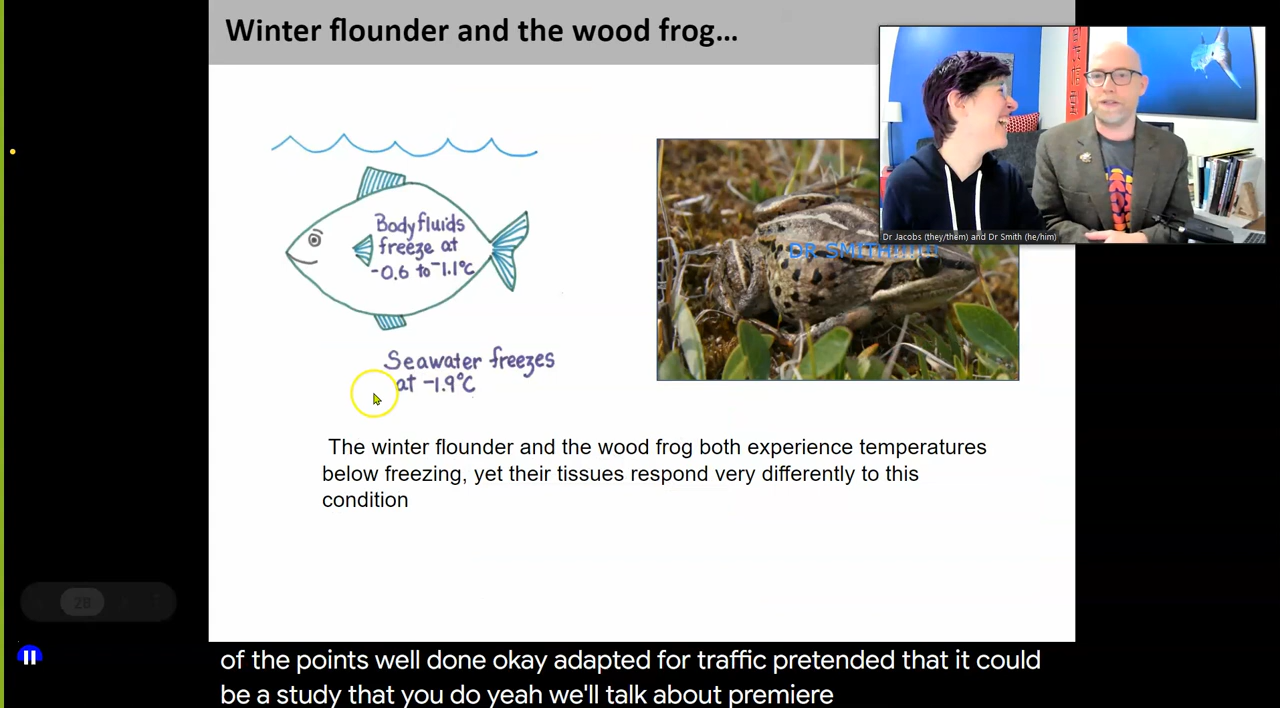 Winter flounder and the wood frog...
Body fluids
freeze at
-0.6 to -1.1°C
Seawater freezes
at -1.9°C
DR SMITH!!!!!!
Dr Jacobs (they/them) and Dr Smith (he/him)
The winter flounder and the wood frog both experience temperatures
below freezing, yet their tissues respond very differently to this
condition
28
of the points well done okay adapted for traffic pretended that it could
be a study that you do yeah we'll talk about premiere